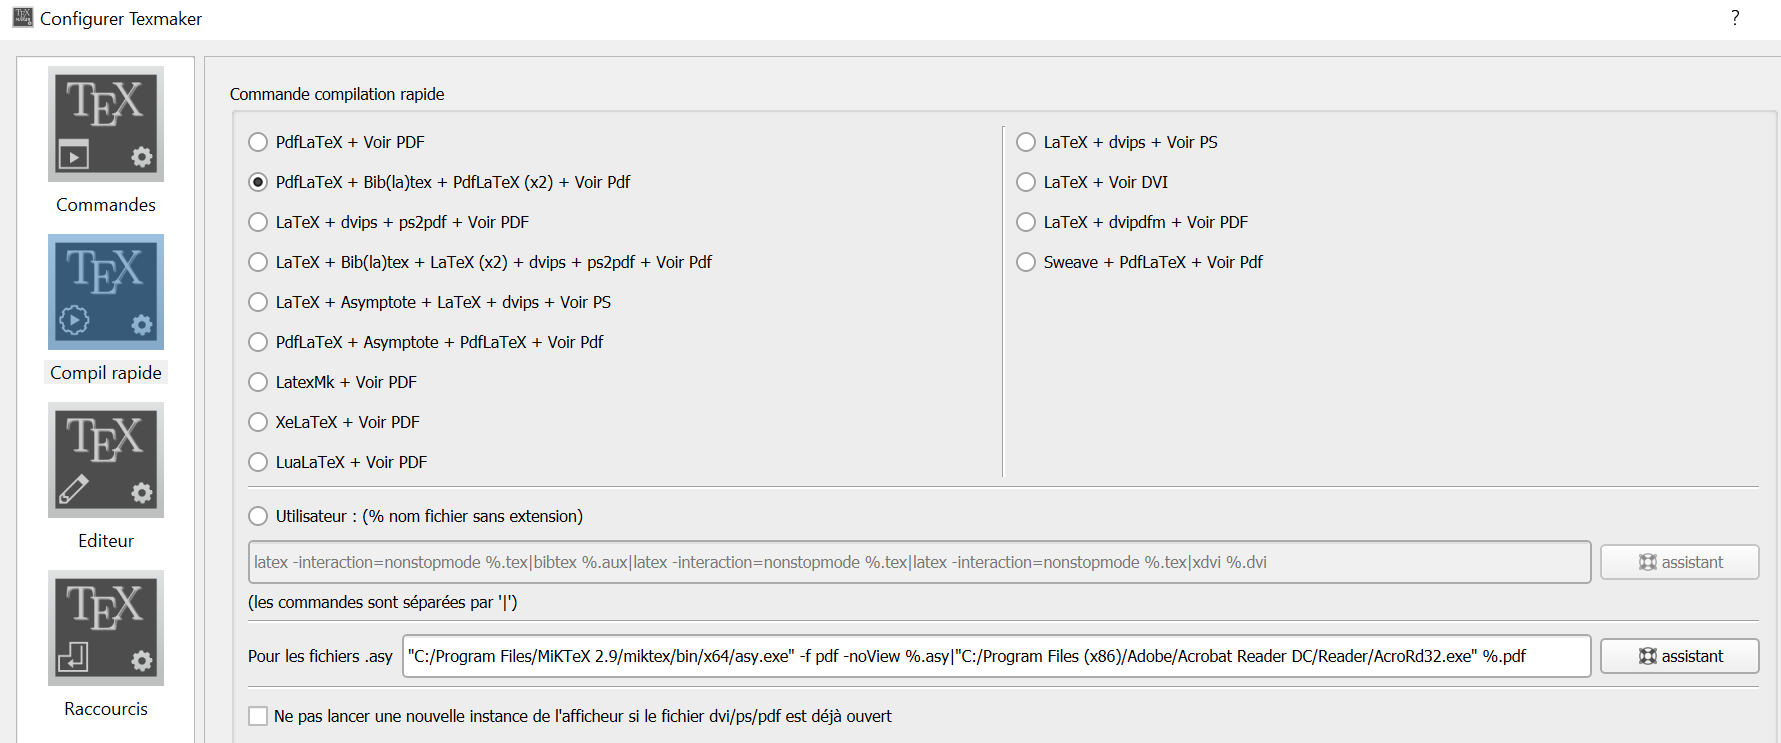 Configurer Texmaker
?
TEX
Commandes
TEX
Compil rapide
TEX
Editeur
TEX
Raccourcis
Commande compilation rapide
PdfLaTeX + Voir PDF
PdfLaTeX + Bib(la)tex + PdfLaTeX (x2) + Voir Pdf
LaTeX + dvips + ps2pdf + Voir PDF
LaTeX + Bib(la)tex + LaTeX (x2) + dvips + ps2pdf + Voir Pdf
LaTeX + Asymptote + LaTeX + dvips + Voir PS
PdfLaTeX + Asymptote + PdfLaTeX + Voir Pdf
LatexMk + Voir PDF
XeLaTeX + Voir PDF
LuaLaTeX + Voir PDF
LaTeX + dvips + Voir PS
LaTeX + Voir DVI
LaTeX + dvipdfm + Voir PDF
Sweave + PdfLaTeX + Voir Pdf
Utilisateur : (% nom fichier sans extension)
latex -interaction=nonstopmode %.tex|bibtex %.aux|latex -interaction=nonstopmode %.tex|latex -interaction=nonstopmode %.tex|xdvi %.dvi
assistant
(les commandes sont séparées par '|')
Pour les fichiers .asy
"C:/Program Files/MiKTeX 2.9/miktex/bin/x64/asy.exe" -f pdf -noView %.asy|"C:/Program Files (x86)/Adobe/Acrobat Reader DC/Reader/AcroRd32.exe" %.pdf
assistant
Ne pas lancer une nouvelle instance de l'afficheur si le fichier dvi/ps/pdf est déjà ouvert